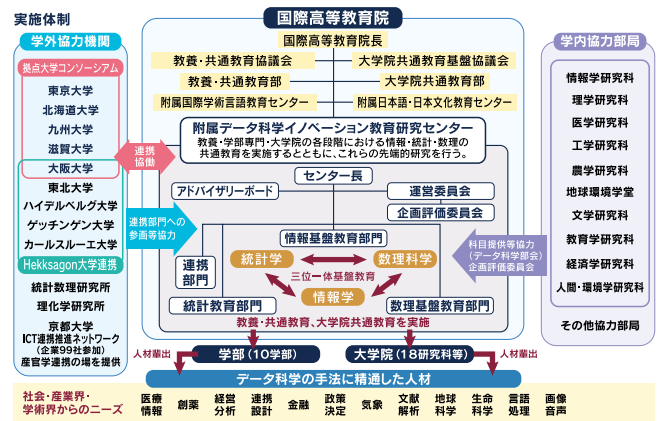 実施体制
学外協力機関
拠点大学コンソーシアム
東京大学
北海道大学
九州大学
滋賀大学
大阪大学
東北大学
ハイデルベルグ大学
ゲッチンゲン大学
カールスルーエ大学
Hekksagon大学連携
統計数理研究所
理化学研究所
京都大学
ICT連携推進ネットワーク
(企業99社参加)
産官学連携の場を提供
連携
協働
連携部門への
参画等協力
国際高等教育院
国際高等教育院長
教養・共通教育協議会
大学院共通教育基盤協議会
教養・共通教育部
大学院共通教育部
附属国際学術言語教育センター
附属日本語・日本文化教育センター
附属データ科学イノベーション教育研究センター
教養・学部専門・大学院の各段階における情報・統計・数理の
共通教育を実施するとともに、これらの先端的研究を行う。
センター長
アドバイザリーボード
運営委員会
企画評価委員会
情報基盤教育部門
連携
部門
統計学
数理科学
三位一体基盤教育
情報学
統計教育部門
数理基盤教育部門
教養・共通教育、大学院共通教育を実施
学内協力部局
情報学研究科
理学研究科
医学研究科
工学研究科
農学研究科
地球環境学堂
文学研究科
教育学研究科
経済学研究科
人間・環境学研究科
その他協力部局
科目提供等協力
(データ科学部会)
企画評価委員会
人材輩出
学部(10学部)
大学院(18研究科等)
人材輩出
データ科学の手法に精通した人材
社会・産業界・
学術界からのニーズ
医療
情報
創薬
経営
分析
連携
設計
金融
政策
決定
気象
文献
解析
地球
科学
生命
科学
言語
処理
画像
音声